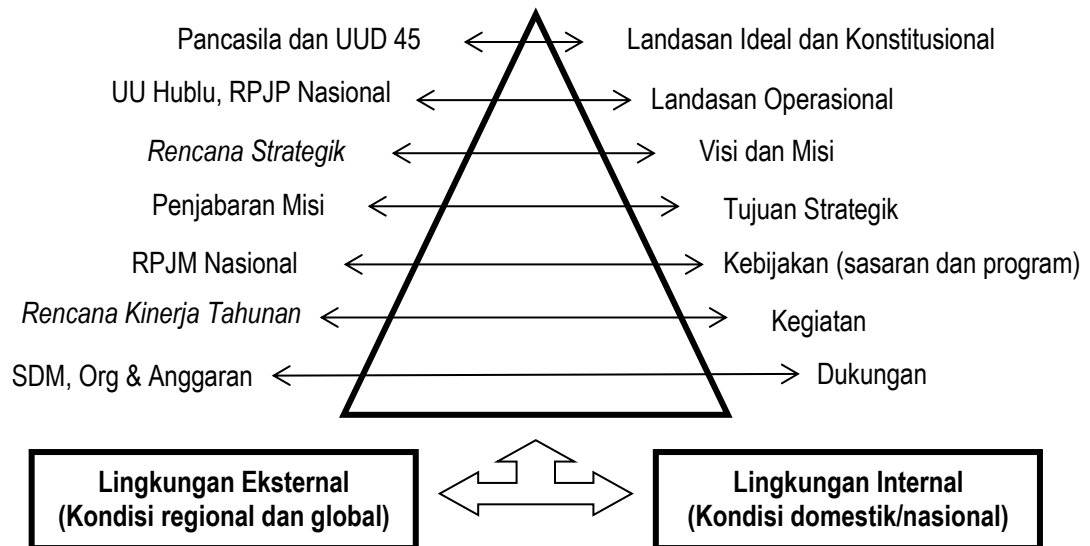 Pancasila dan UUD 45
Landasan Ideal dan Konstitusional
UU Hublu, RPJP Nasional
Landasan Operasional
Rencana Strategik
Visi dan Misi
Penjabaran Misi
Tujuan Strategik
RPJM Nasional
Kebijakan (sasaran dan program)
Rencana Kinerja Tahunan
Kegiatan
SDM, Org & Anggaran
Dukungan
Lingkungan Eksternal
(Kondisi regional dan global)
Lingkungan Internal
(Kondisi domestik/nasional)